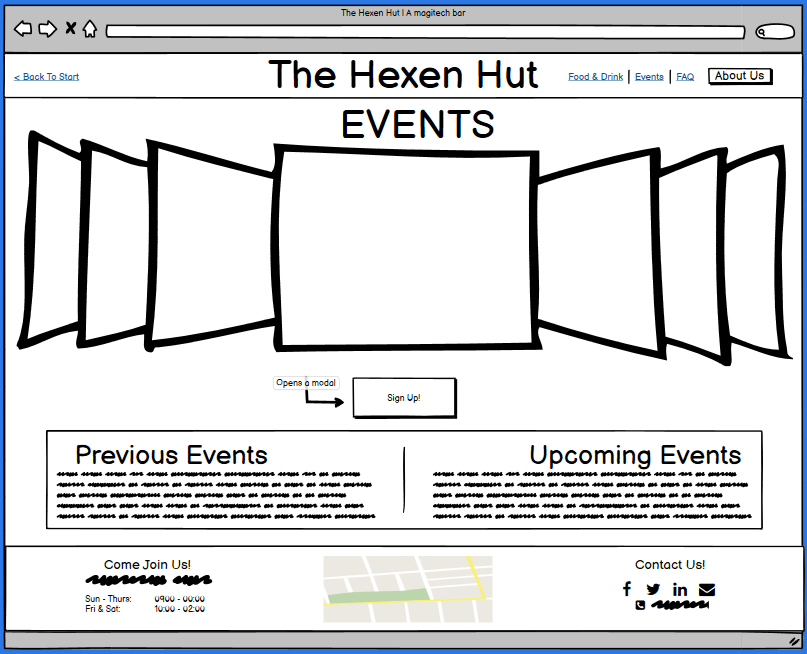 The Hexen Hut | A magitech bar
< Back To Start
The Hexen Hut
Food & Drink | Events | FAQ
About Us
EVENTS
Opens a modal
Sign Up!
Previous Events
Upcoming Events
Come Join Us!
Sun - Thurs: 0900 - 00:00
Fri & Sat: 10:00 - 02:00
Contact Us!